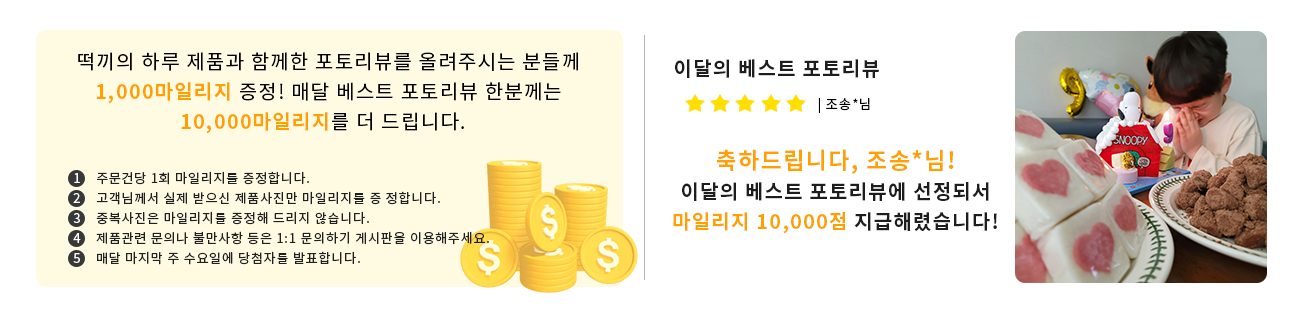 떡끼의 하루 제품과 함께한 포토리뷰를 올려주시는 분들께
1,000마일리지 증정! 매달 베스트 포토리뷰 한분께는
10,000마일리지를 더 드립니다.
1 주문건당 1회 마일리지를 증정합니다.
2 고객님께서 실제 받으신 제품사진만 마일리지를 증 정합니다.
3 중복사진은 마일리지를 증정해 드리지 않습니다.
4 제품관련 문의나 불만사항 등은 1:1 문의하기 게시판을 이용해주세요.
5 매달 마지막 주 수요일에 당첨자를 발표합니다.
$
$
$
이달의 베스트 포토리뷰
| 조송*님
축하드립니다, 조송*님!
이달의 베스트 포토리뷰에 선정되서
마일리지 10,000점 지급해렸습니다!
SNOOPY